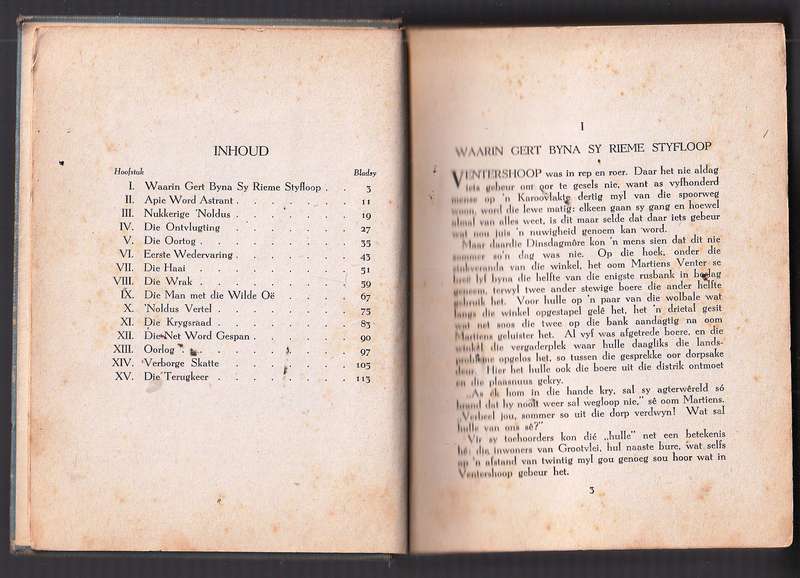 INHOUD
Hoofstuk Bladsy
I. Waarin Gert Byna Sy Rieme Styfloop . . 3
II. Apie Word Astrant . . . . . . . . 11
III. Nukkerige 'Noldus . . . . . . . . 19
IV. Die Ontvlugting . . . . . . . . 27
V. Die Oortog . . . . . . . . . 35
VI. Eerste Wedervaring . . . . . . . . 43
VII. Die Haai . . . . . . . . . 51
VIII. Die Wrak . . . . . . . . . 59
IX. Die Man met die Wilde Oë . . . . . . 67
X. 'Noldus Vertel . . . . . . . . 75
XI. Die Krygsraad . . . . . . . . 83
XII. Die Net Word Gespan . . . . . . . 90
XIII. Oorlog . . . . . . . . . 97
XIV. Verborge Skatte . . . . . . . . 105
XV. Die Terugkeer . . . . . . . . 113
I
WAARIN GERT BYNA SY RIEME STYFLOOP
VENTERSHOOP was in rep en roer. Daar het nie aldag
iets gebeur om oor te gesels nie, want as vyfhonderd
mense op 'n Karoovlakte dertig myl van die spoorweg
woon, word die lewe matig; elkeen gaan sy gang en hoewel
almal van alles weet, is dit maar selde dat daar iets gebeur
wat nou juis 'n nuwigheid genoem kan word.
Maar daardie Dinsdagmôre kon 'n mens sien dat dit nie
sommer so'n dag was nie. Op die hoek, onder die
sinkveranda van die winkel, het oom Martiens Venter se
lyf byna die helfte van die enigste rusbank in beslag
geneem, terwyl twee ander stewige boere die ander helfte
gebruik het. Voor hulle op 'n paar van die wolbale wat
langs die winkel opgestapel gelê het, het 'n drietal gesit
wat net soos die twee op die bank aandagtig na oom
Martiens geluister het. Al vyf was afgetrede boere, en die
winkel die vergaderplek waar hulle daagliks die lands-
probleme opgelos het, so tussen die gesprekke oor dorpsake
deur. Hier het hulle ook die boere uit die distrik ontmoet
en die plaasnuus gekry.
„As ek hom in die hande kry, sal sy agterwêreld só
brand dat hy nooit weer sal wegloop nie," sê oom Martiens.
„Verbeel jou, sommer so uit die dorp verdwyn! Wat sal
hulle van ons sê?"
Vir sy toehoorders kon dié „hulle" net een betekenis
hê: die inwoners van Grootvlei, hul naaste bure, wat selfs
op 'n afstand van twintig myl gou genoeg sou hoor wat in
Ventershoop gebeur het.
3